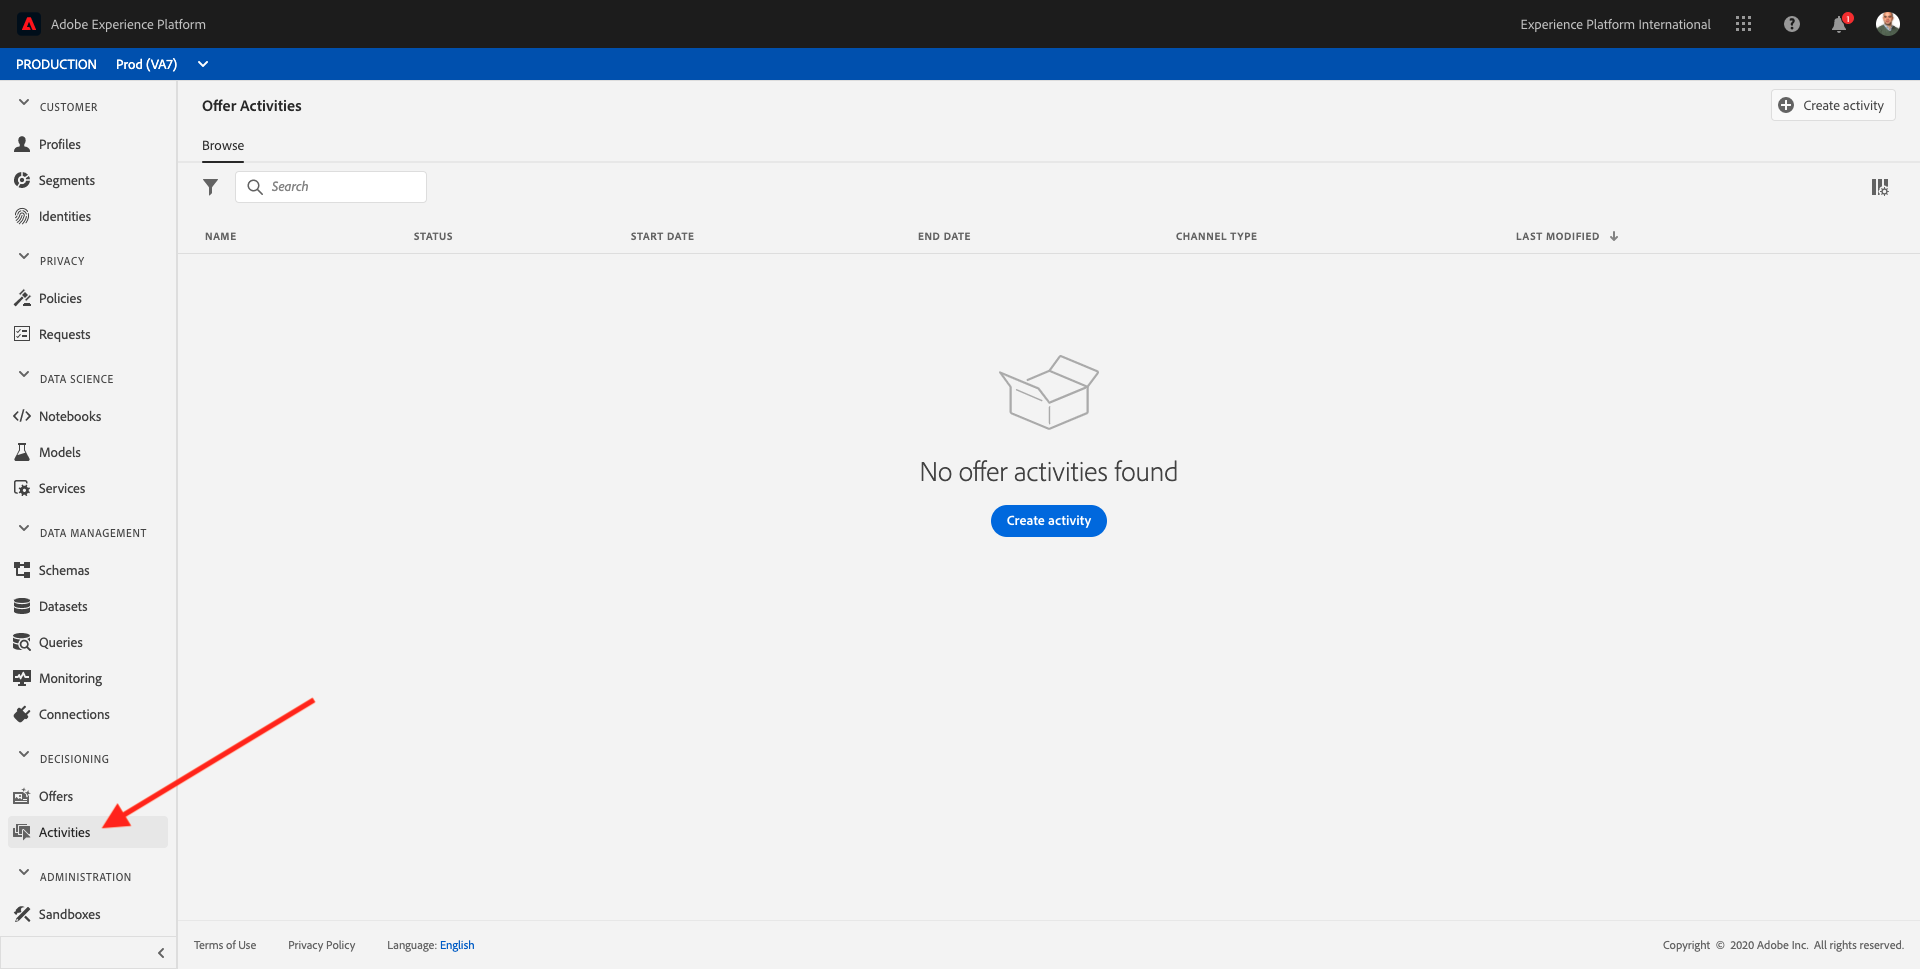 Adobe Experience Platform
Experience Platform International
1
PRODUCTION Prod (VA7)
CUSTOMER
Profiles
Segments
Identities
PRIVACY
Policies
Requests
DATA SCIENCE
Notebooks
Models
Services
DATA MANAGEMENT
Schemas
Datasets
Queries
Monitoring
Connections
DECISIONING
Offers
Activities
ADMINISTRATION
Sandboxes
Offer Activities
Create activity
Browse
Search
NAME STATUS START DATE END DATE CHANNEL TYPE LAST MODIFIED
No offer activities found
Create activity
Terms of Use Privacy Policy Language: English
Copyright © 2020 Adobe Inc. All rights reserved.